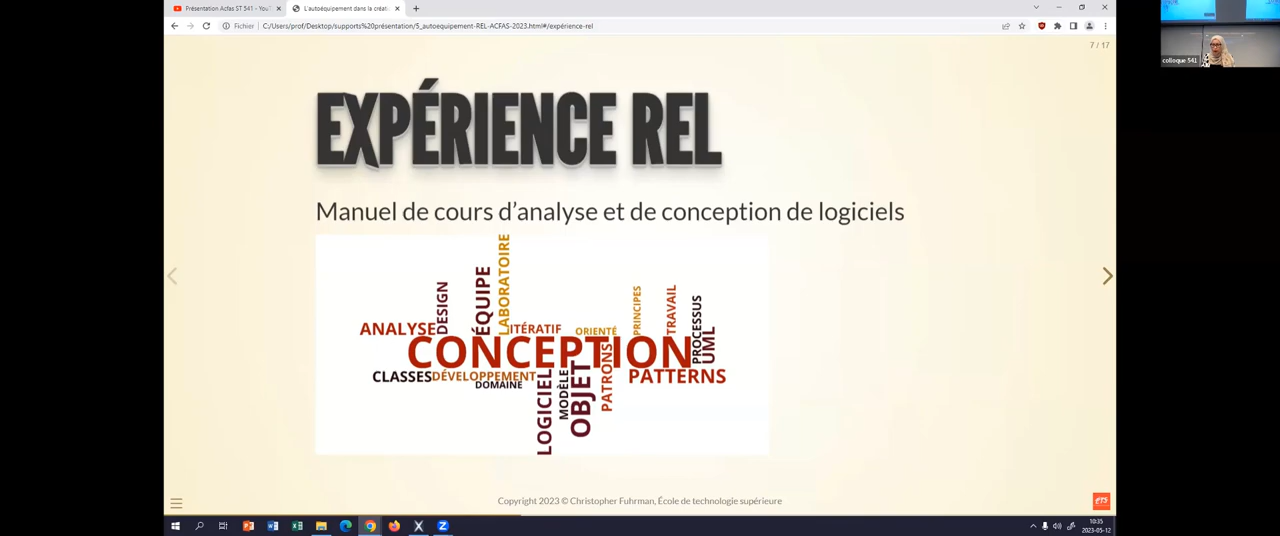 Présentation Acfas ST 541 - YouT
L'autoéquipement dans la créati
Fichier
C:/Users/prof/Desktop/supports%20présentation/5_autoequipement-REL-ACFAS-2023.html#/expérience-rel
colloque 541
7 / 17
EXPÉRIENCE REL
Manuel de cours d'analyse et de conception de logiciels
LABORATOIRE
ÉQUIPE
DESIGN
PRINCIPES
TRAVAIL
PROCESSUS
ANALYSE
ITÉRATIF
ORIENTÉ
UML
CONCEPTION
CLASSES
DÉVELOPPEMENT
DOMAINE
PATTERNS
LOGICIEL
MODÈLE
OBJET
PATRONS
Copyright 2023 © Christopher Fuhrman, École de technologie supérieure
ETS
10:35
2023-05-12